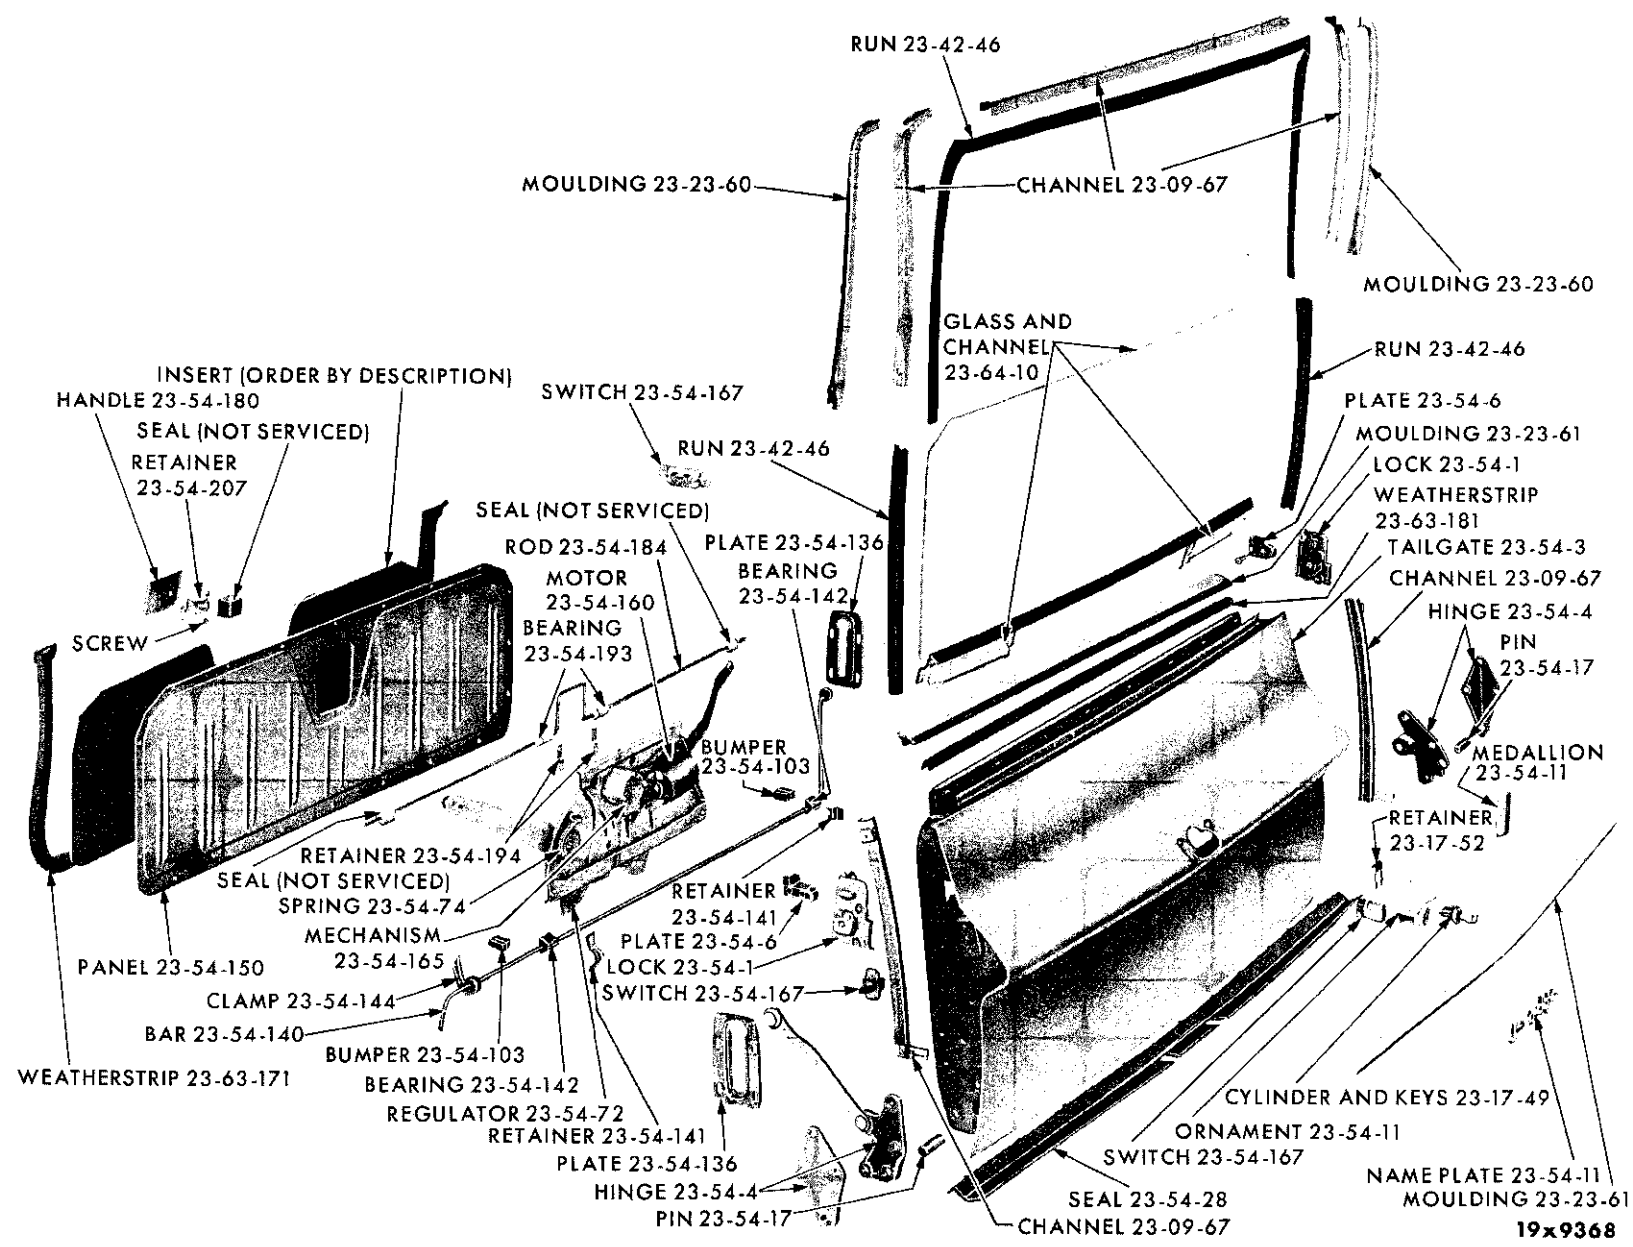 RUN 23-42-46
MOULDING 23-23-60
CHANNEL 23-09-67
MOULDING 23-23-60
GLASS AND
CHANNEL
23-64-10
RUN 23-42-46
INSERT (ORDER BY DESCRIPTION)
HANDLE 23-54-180
SEAL (NOT SERVICED)
RETAINER
23-54-207
SWITCH 23-54-167
RUN 23-42-46
PLATE 23-54-6
MOULDING 23-23-61
LOCK 23-54-1
WEATHERSTRIP
23-63-181
TAILGATE 23-54-3
CHANNEL 23-09-67
HINGE 23-54-4
PIN
23-54-17
SEAL (NOT SERVICED)
ROD 23-54-184
PLATE 23-54-136
MOTOR
23-54-160
BEARING
23-54-142
BEARING
23-54-193
SCREW
BUMPER
23-54-103
MEDALLION
23-54-11
RETAINER
23-17-52
RETAINER 23-54-194
SEAL (NOT SERVICED)
SPRING 23-54-74
MECHANISM
23-54-165
RETAINER
23-54-141
PLATE 23-54-6
LOCK 23-54-1
SWITCH 23-54-167
PANEL 23-54-150
CLAMP 23-54-144
BAR 23-54-140
BUMPER 23-54-103
WEATHERSTRIP 23-63-171
BEARING 23-54-142
REGULATOR 23-54-72
RETAINER 23-54-141
PLATE 23-54-136
HINGE 23-54-4
PIN 23-54-17
CYLINDER AND KEYS 23-17-49
ORNAMENT 23-54-11
SWITCH 23-54-167
SEAL 23-54-28
CHANNEL 23-09-67
NAME PLATE 23-54-11
MOULDING 23-23-61
19x9368